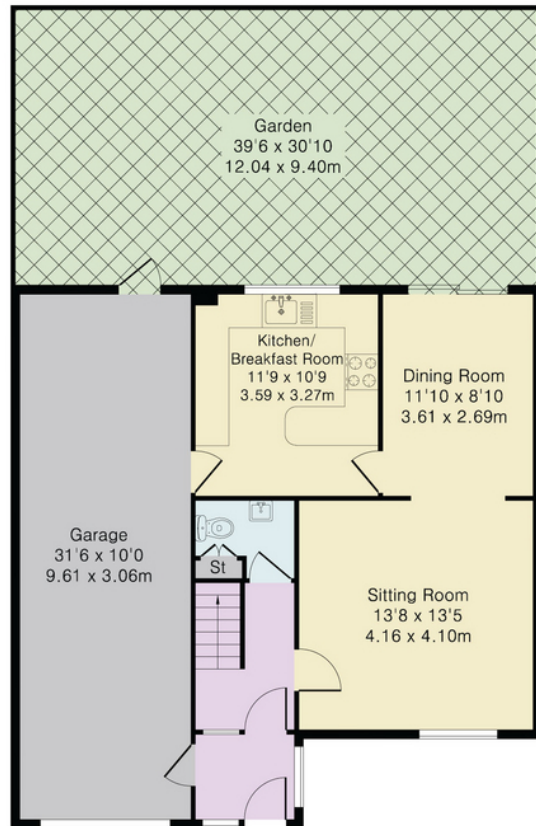 Garden
39'6 x 30'10
12.04 x 9.40m
Kitchen/
Breakfast Room
11'9 x 10'9
3.59 x 3.27m
Dining Room
11'10 x 8'10
3.61 x 2.69m
Garage
31'6 x 10'0
9.61 x 3.06m
St
Sitting Room
13'8 x 13'5
4.16 x 4.10m